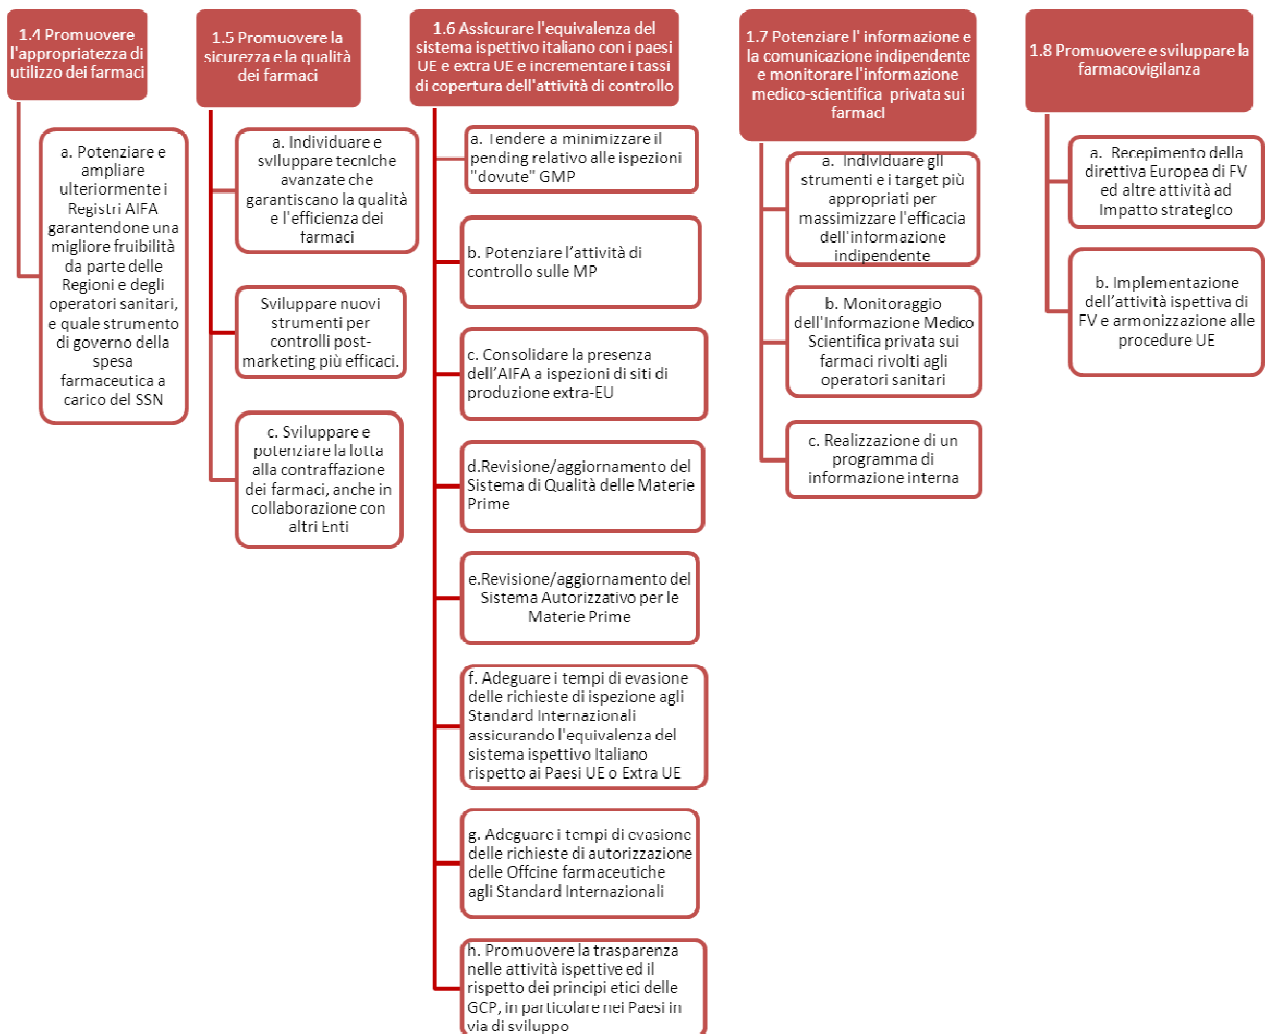 1.4 Promuovere
l'appropriatezza di
utilizzo dei farmaci
a. Potenziare e
ampliare
ulteriormente i
Registri AIFA
garantendone una
migliore fruibilità
da parte delle
Regioni e degli
operatori sanitari,
e quale strumento
di governo della
spesa
farmaceutica a
carico del SSN
1.5 Promuovere la
sicurezza e la qualità
dei farmaci
a. Individuare e
sviluppare tecniche
avanzate che
garantiscano la qualità
e l'efficienza dei
farmaci
Sviluppare nuovi
strumenti per
controlli post-
marketing più efficaci.
c. Sviluppare e
potenziare la lotta
alla contraffazione
dei farmaci, anche in
collaborazione con
altri Enti
1.6 Assicurare l'equivalenza del
sistema ispettivo italiano con i paesi
UE e extra UE e incrementare i tassi
di copertura dell'attività di controllo
a. Tendere a minimizzare il
pending relativo alle ispezioni
"dovute" GMP
b. Potenziare l'attività di
controllo sulle MP
c. Consolidare la presenza
dell'AIFA a ispezioni di siti di
produzione extra-EU
d.Revisione/aggiornamento del
Sistema di Qualità delle Materie
Prime
e.Revisione/aggiornamento del
Sistema Autorizzativo per le
Materie Prime
f. Adeguare i tempi di evasione
delle richieste di ispezione agli
Standard Internazionali
assicurando l'equivalenza del
sistema ispettivo Italiano
rispetto ai Paesi UE o Extra UE
g. Adeguare i tempi di evasione
delle richieste di autorizzazione
delle Offcine farmaceutiche
agli Standard Internazionali
h. Promuovere la trasparenza
nelle attività ispettive ed il
rispetto dei principi etici delle
GCP, in particolare nei Paesi in
via di sviluppo
1.7 Potenziare l' informazione e
la comunicazione indipendente
e monitorare l'informazione
medico-scientifica privata sui
farmaci
a. Individuare gli
strumenti e i target più
appropriati per
massimizzare l'efficacia
dell'informazione
indipendente
b. Monitoraggio
dell'Informazione Medico
Scientifica privata sui
farmaci rivolti agli
operatori sanitari
c. Realizzazione di un
programma di
informazione interna
1.8 Promuovere e sviluppare la
farmacovigilanza
a. Recepimento della
direttiva Europea di FV
ed altre attività ad
impatto strategico
b. Implementazione
dell'attività ispettiva di
FV e armonizzazione alle
procedure UE